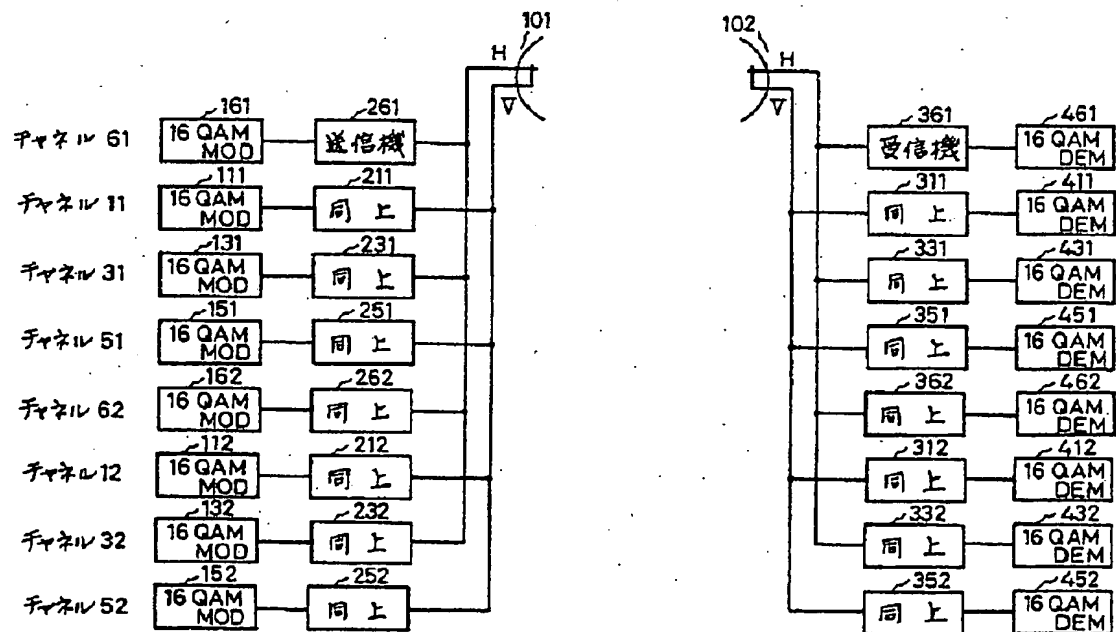 101
102
H
V
H
V
チャネル 61
161
16 QAM
MOD
261
送信機
361
受信機
461
16 QAM
DEM
チャネル 11
111
16 QAM
MOD
211
同上
311
同上
411
16 QAM
DEM
チャネル 31
131
16 QAM
MOD
231
同上
331
同上
431
16 QAM
DEM
チャネル 51
151
16 QAM
MOD
251
同上
351
同上
451
16 QAM
DEM
チャネル 62
162
16 QAM
MOD
262
同上
362
同上
462
16 QAM
DEM
チャネル 12
112
16 QAM
MOD
212
同上
312
同上
412
16 QAM
DEM
チャネル 32
132
16 QAM
MOD
232
同上
332
同上
432
16 QAM
DEM
チャネル 52
152
16 QAM
MOD
252
同上
352
同上
452
16 QAM
DEM